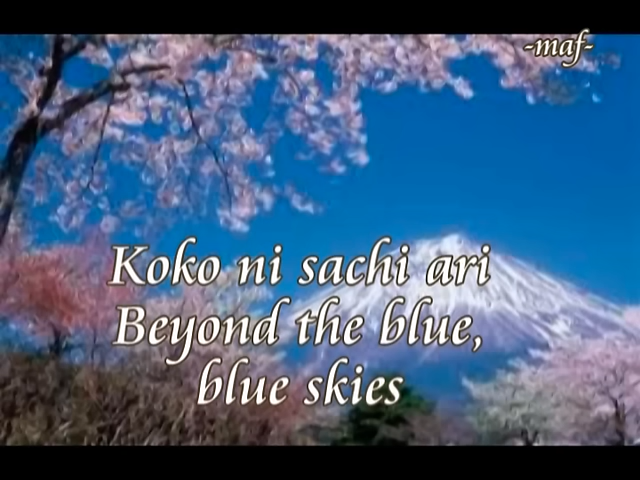 -maf-
Koko ni sachi ari
Beyond the blue,
blue skies